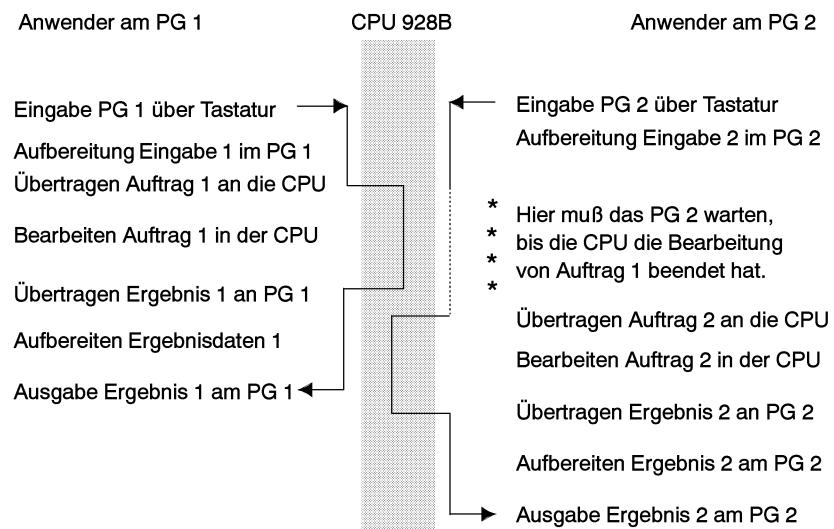 Anwender am PG 1
CPU 928B
Anwender am PG 2
Eingabe PG 1 über Tastatur
Aufbereitung Eingabe 1 im PG 1
Übertragen Auftrag 1 an die CPU
Bearbeiten Auftrag 1 in der CPU
Übertragen Ergebnis 1 an PG 1
Aufbereiten Ergebnisdaten 1
Ausgabe Ergebnis 1 am PG 1
Eingabe PG 2 über Tastatur
Aufbereitung Eingabe 2 im PG 2
*
* Hier muß das PG 2 warten,
* bis die CPU die Bearbeitung
* von Auftrag 1 beendet hat.
Übertragen Auftrag 2 an die CPU
Bearbeiten Auftrag 2 in der CPU
Übertragen Ergebnis 2 an PG 2
Aufbereiten Ergebnis 2 am PG 2
Ausgabe Ergebnis 2 am PG 2